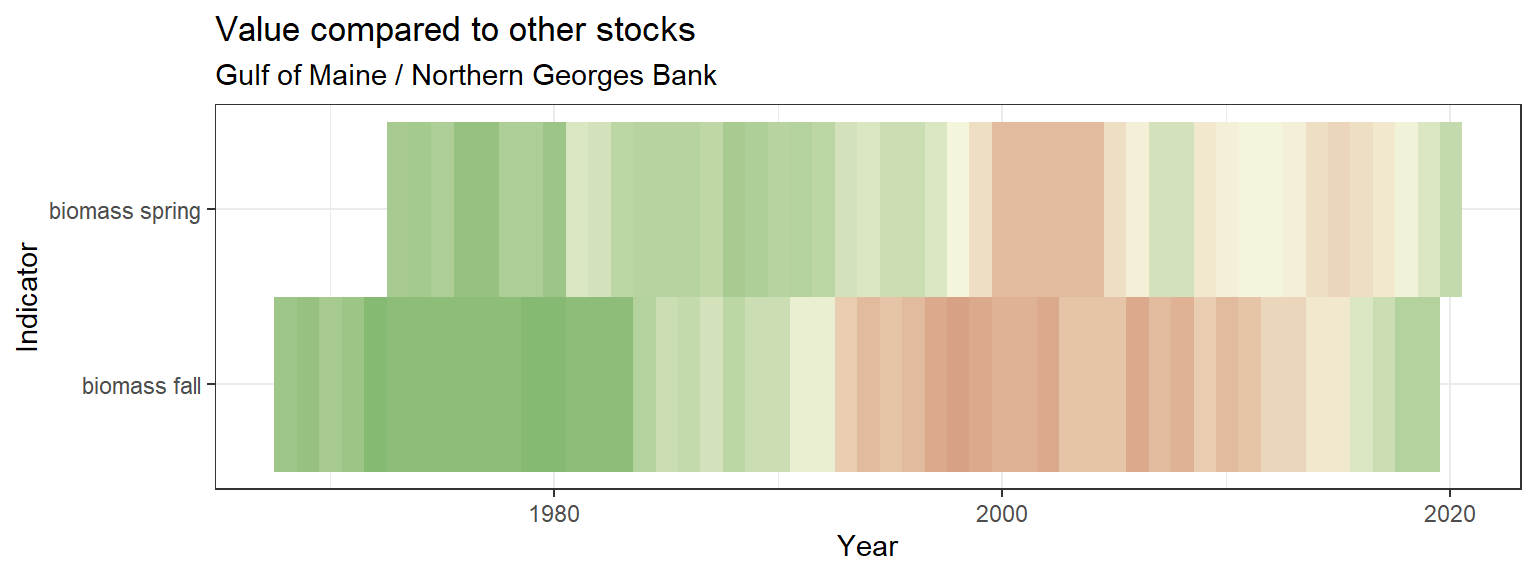 Value compared to other stocks
Gulf of Maine / Northern Georges Bank
Indicator
biomass spring
biomass fall
1980
2000
2020
Year